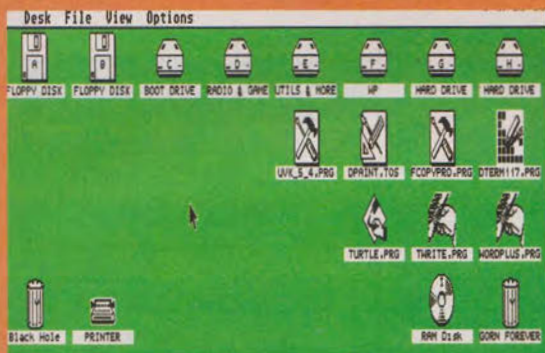 Desk File View Options
A B C D E F G H
FLOPPY DISK FLOPPY DISK BOOT DRIVE RADIO & GAME UTILS & MORE WP HARD DRIVE HARD DRIVE
UVK_5_4.PRG DPAINT.TOS FCOPYPRO.PRG DTERM117.PRG
TURTLE.PRG TWRITE.PRG WORDPLUS.PRG
Black Hole PRINTER RAM Disk GORN FOREVER